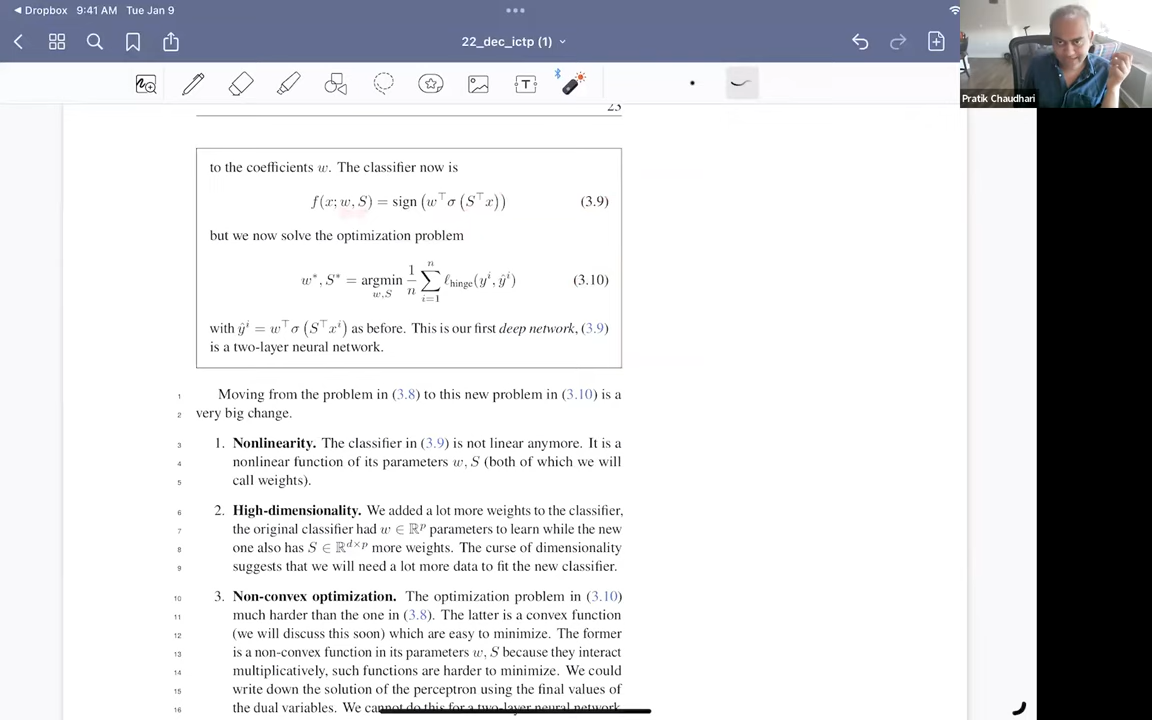 ◀ Dropbox 9:41 AM Tue Jan 9
22_dec_ictp (1)
T
Pratik Chaudhari
23
to the coefficients w. The classifier now is
f(x; w, S) = sign (w⊤σ (S⊤x)) (3.9)
but we now solve the optimization problem
w*, S* = argmin_{w,S} 1/n ∑_{i=1}^{n} ℓ_hinge(y^i, ŷ^i) (3.10)
with ŷ^i = w⊤σ (S⊤x^i) as before. This is our first deep network, (3.9)
is a two-layer neural network.
1 Moving from the problem in (3.8) to this new problem in (3.10) is a
2 very big change.
3 1. Nonlinearity. The classifier in (3.9) is not linear anymore. It is a
4 nonlinear function of its parameters w, S (both of which we will
5 call weights).
6 2. High-dimensionality. We added a lot more weights to the classifier,
7 the original classifier had w ∈ ℝ^p parameters to learn while the new
8 one also has S ∈ ℝ^{d×p} more weights. The curse of dimensionality
9 suggests that we will need a lot more data to fit the new classifier.
10 3. Non-convex optimization. The optimization problem in (3.10)
11 much harder than the one in (3.8). The latter is a convex function
12 (we will discuss this soon) which are easy to minimize. The former
13 is a non-convex function in its parameters w, S because they interact
14 multiplicatively, such functions are harder to minimize. We could
15 write down the solution of the perceptron using the final values of
16 the dual variables. We cannot do this for a two-layer neural network